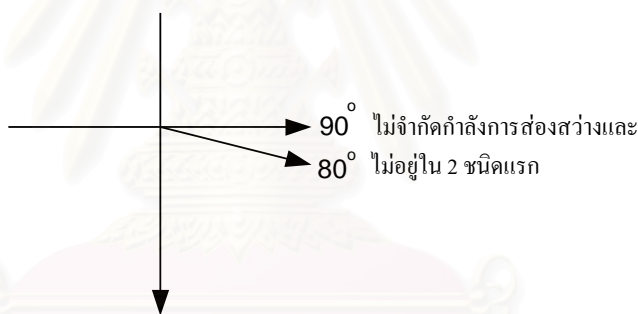 90° ไม่จำกัดกำลังการส่องสว่างและ
80° ไม่อยู่ใน 2 ชนิดแรก